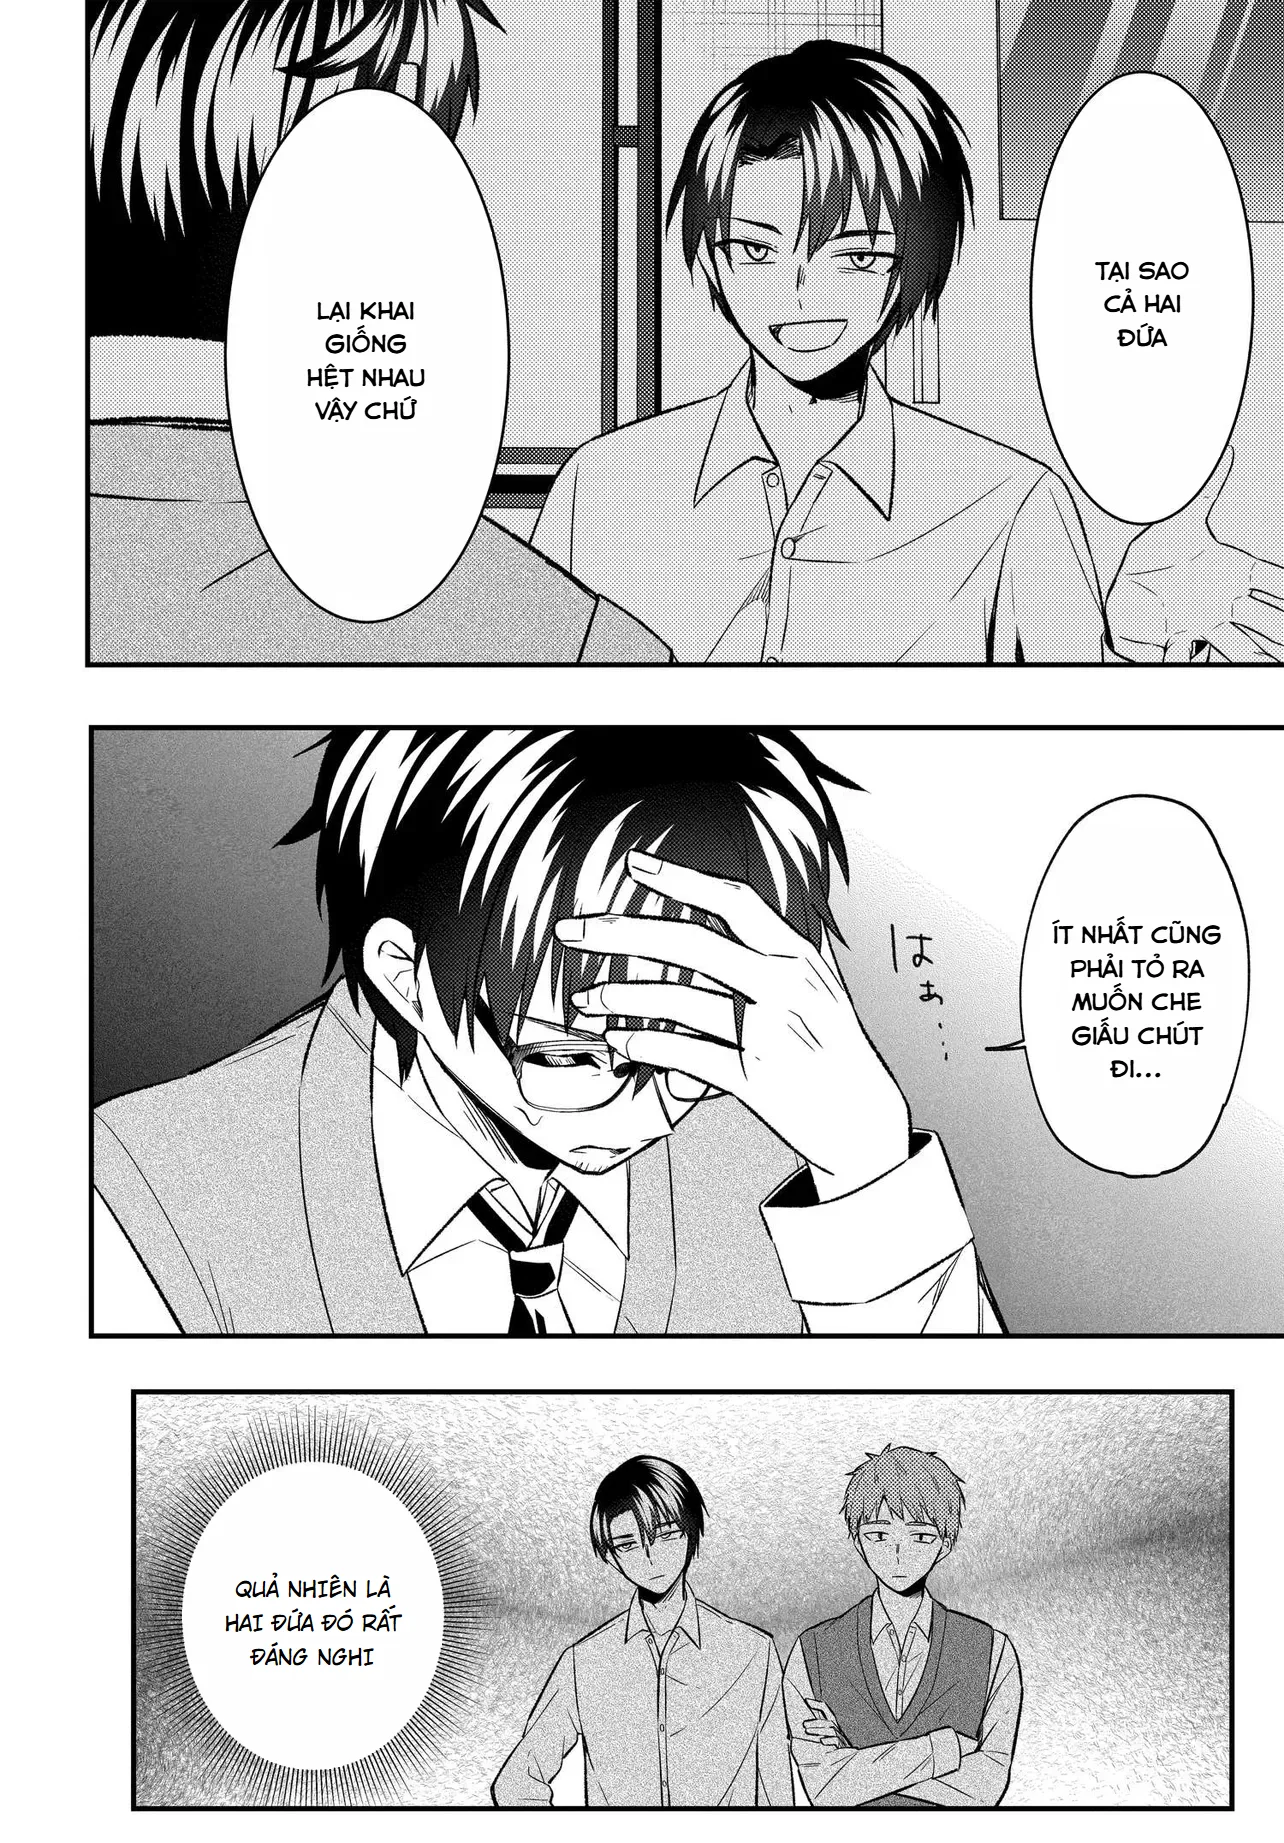 TẠI SAO
CẢ HAI
ĐỨA
LẠI KHAI
GIỐNG
HỆT NHAU
VẬY CHỨ
ÍT NHẤT CŨNG
PHẢI TỎ RA
MUỐN CHE
GIẤU CHÚT
ĐI...
はぁ…
QUẢ NHIÊN LÀ
HAI ĐỨA ĐÓ RẤT
ĐÁNG NGHI